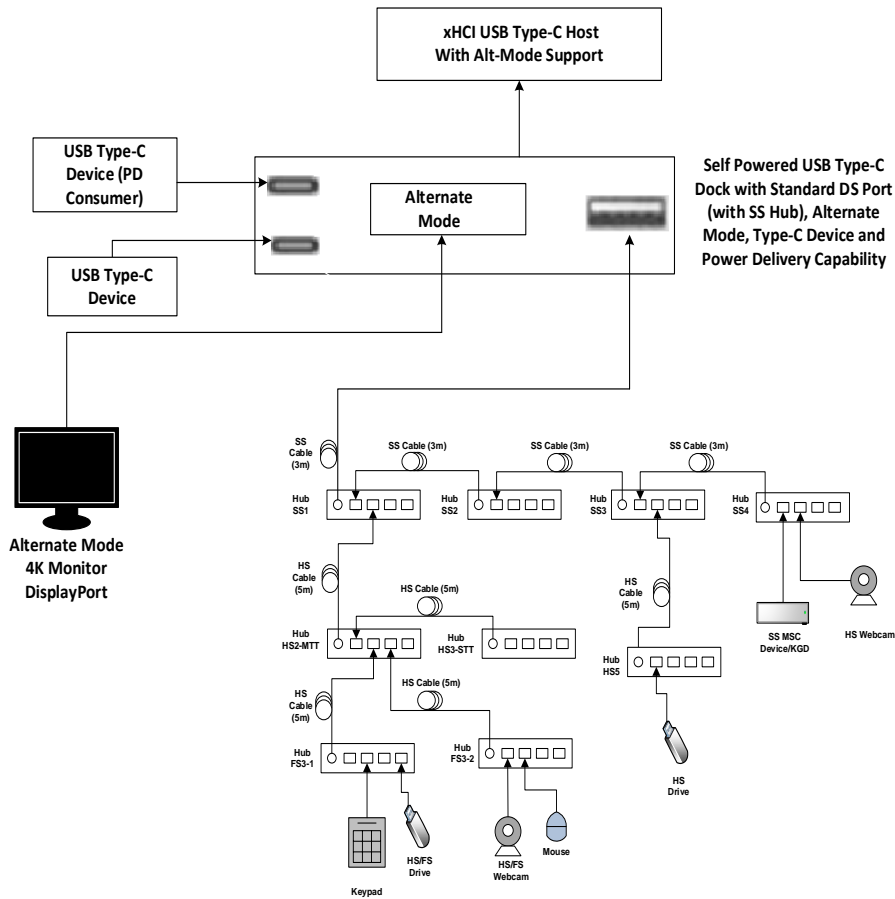 xHCI USB Type-C Host
With Alt-Mode Support
USB Type-C
Device (PD
Consumer)
Alternate
Mode
Self Powered USB Type-C
Dock with Standard DS Port
(with SS Hub), Alternate
Mode, Type-C Device and
Power Delivery Capability
USB Type-C
Device
Alternate Mode
4K Monitor
DisplayPort
SS
Cable
(3m)
SS Cable (3m)
SS Cable (3m)
SS Cable (3m)
Hub
SS1
Hub
SS2
Hub
SS3
Hub
SS4
HS
Cable
(5m)
HS Cable (5m)
HS
Cable
(5m)
SS MSC
Device/KGD
HS Webcam
Hub
HS2-MTT
Hub
HS3-STT
Hub
HS5
HS
Cable
(5m)
HS Cable (5m)
Hub
FS3-1
Hub
FS3-2
HS
Drive
Keypad
HS/FS
Drive
HS/FS
Webcam
Mouse